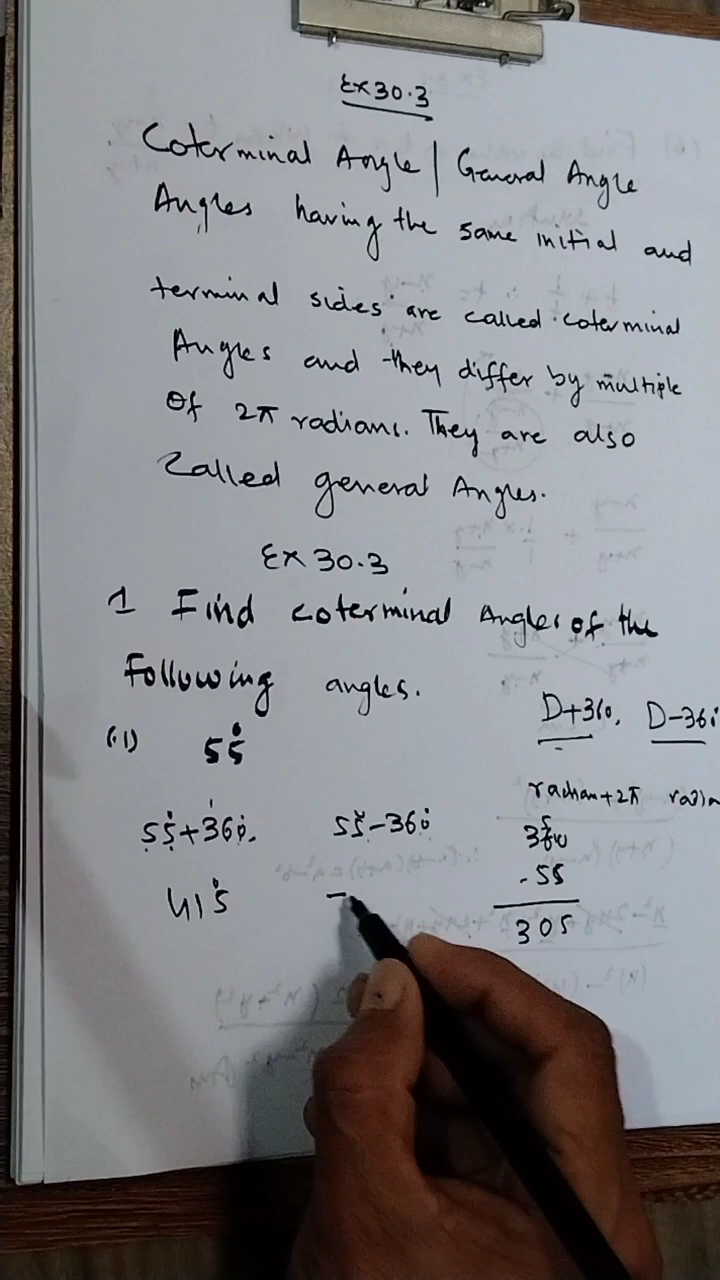 Ex 30.3
Coterminal Angle | General Angle
Angles having the same initial and
terminal sides are called coterminal
Angles and they differ by multiple
of 2π radians. They are also
Called general Angles.
Ex 30.3
1 Find coterminal Angles of the
Following angles.
D+360, D-360
(i) 55°
radian+2π radia
55°+360° 55°-360° 360
415° - -55
305